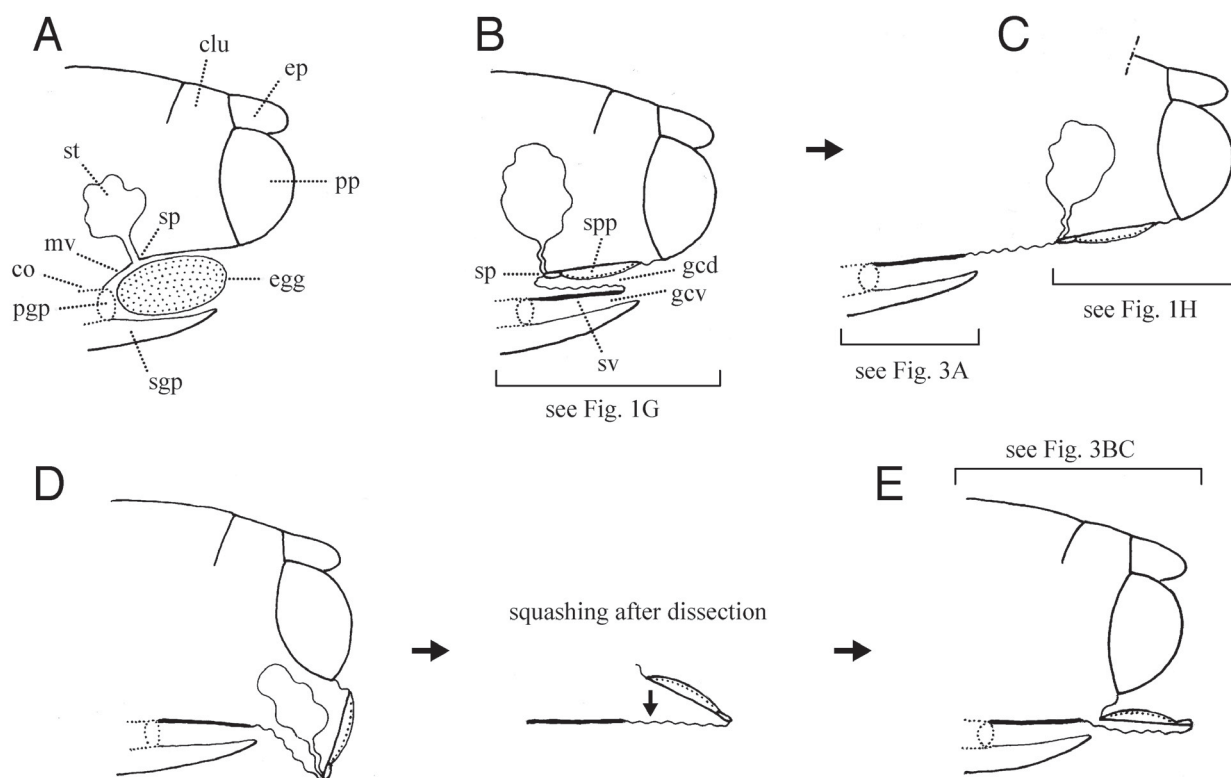 A
clu
ep
st
sp
pp
mv
co
pgp
egg
sgp
B
spp
sp
gcd
gcv
sv
see Fig. 1G
C
see Fig. 1H
see Fig. 3A
D
squashing after dissection
see Fig. 3BC
E